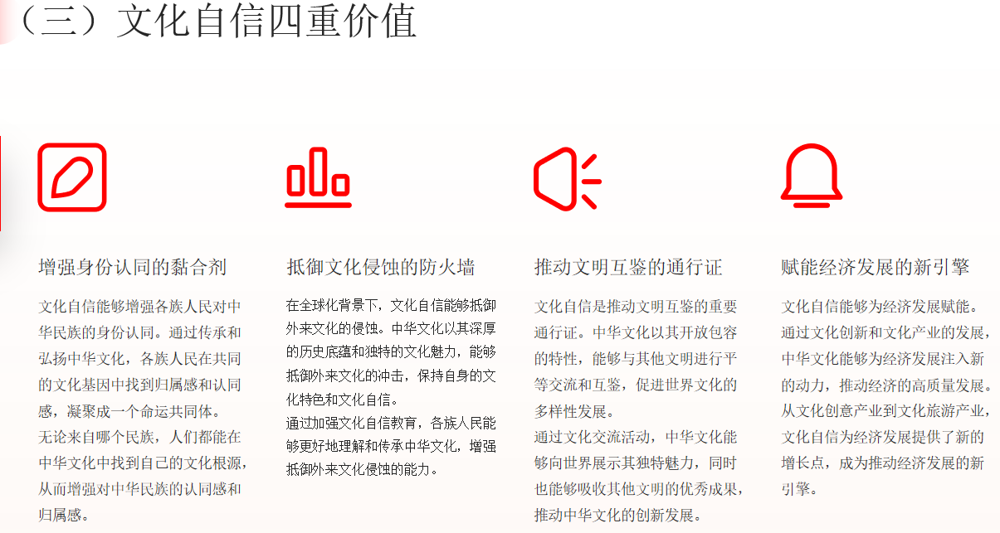 （三）文化自信四重价值
增强身份认同的黏合剂
文化自信能够增强各族人民对中
华民族的身份认同。通过传承和
弘扬中华文化，各族人民在共同
的文化基因中找到归属感和认同
感，凝聚成一个命运共同体。
无论来自哪个民族，人们都能在
中华文化中找到自己的文化根源，
从而增强对中华民族的认同感和
归属感。
抵御文化侵蚀的防火墙
在全球化背景下，文化自信能够抵御
外来文化的侵蚀。中华文化以其深厚
的历史底蕴和独特的文化魅力，能够
抵御外来文化的冲击，保持自身的文
化特色和文化自信。
通过加强文化自信教育，各族人民能
够更好地理解和传承中华文化，增强
抵御外来文化侵蚀的能力。
推动文明互鉴的通行证
文化自信是推动文明互鉴的重要
通行证。中华文化以其开放包容
的特性，能够与其他文明进行平
等交流和互鉴，促进世界文化的
多样性发展。
通过文化交流活动，中华文化能
够向世界展示其独特魅力，同时
也能够吸收其他文明的优秀成果，
推动中华文化的创新发展。
赋能经济发展的新引擎
文化自信能够为经济发展赋能。
通过文化创新和文化产业的发展，
中华文化能够为经济发展注入新
的动力，推动经济的高质量发展。
从文化创意产业到文化旅游产业，
文化自信为经济发展提供了新的
增长点，成为推动经济发展的新
引擎。